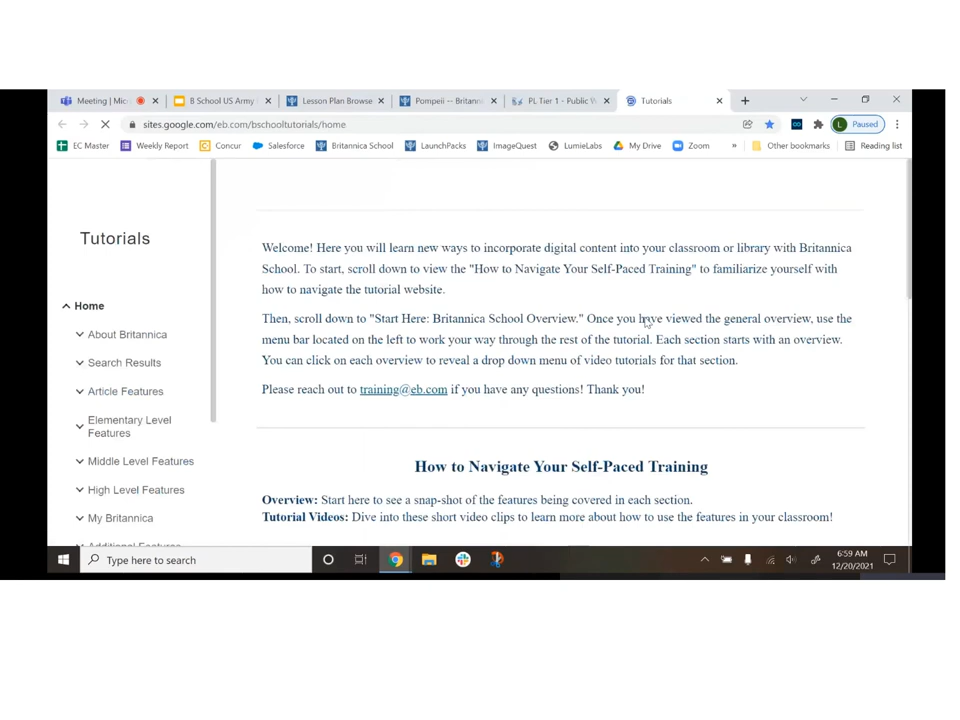 Meeting | Mic
B School US Army
Lesson Plan Browse
Pompeii -- Britann
PL Tier 1 - Public V
Tutorials
sites.google.com/eb.com/bschooltutorials/home
L Paused
EC Master
Weekly Report
Concur
Salesforce
Britannica School
LaunchPacks
ImageQuest
LumieLabs
My Drive
Zoom
»
Other bookmarks
Reading list
Tutorials
Home
About Britannica
Search Results
Article Features
Elementary Level
Features
Middle Level Features
High Level Features
My Britannica
Additional Features
Welcome! Here you will learn new ways to incorporate digital content into your classroom or library with Britannica
School. To start, scroll down to view the "How to Navigate Your Self-Paced Training" to familiarize yourself with
how to navigate the tutorial website.
Then, scroll down to "Start Here: Britannica School Overview." Once you have viewed the general overview, use the
menu bar located on the left to work your way through the rest of the tutorial. Each section starts with an overview.
You can click on each overview to reveal a drop down menu of video tutorials for that section.
Please reach out to training@eb.com if you have any questions! Thank you!
How to Navigate Your Self-Paced Training
Overview: Start here to see a snap-shot of the features being covered in each section.
Tutorial Videos: Dive into these short video clips to learn more about how to use the features in your classroom!
Type here to search
6:59 AM
12/20/2021